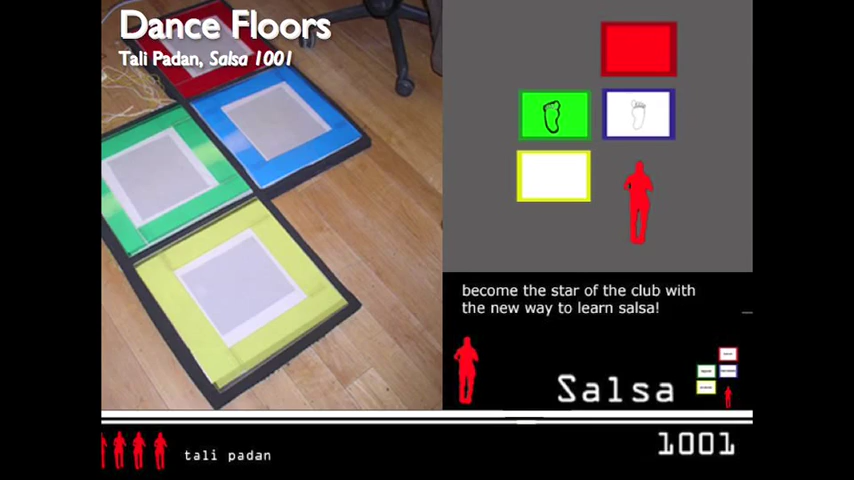 Dance Floors
Tali Padan, Salsa 1001
become the star of the club with
the new way to learn salsa!
Salsa
1001
tali padan